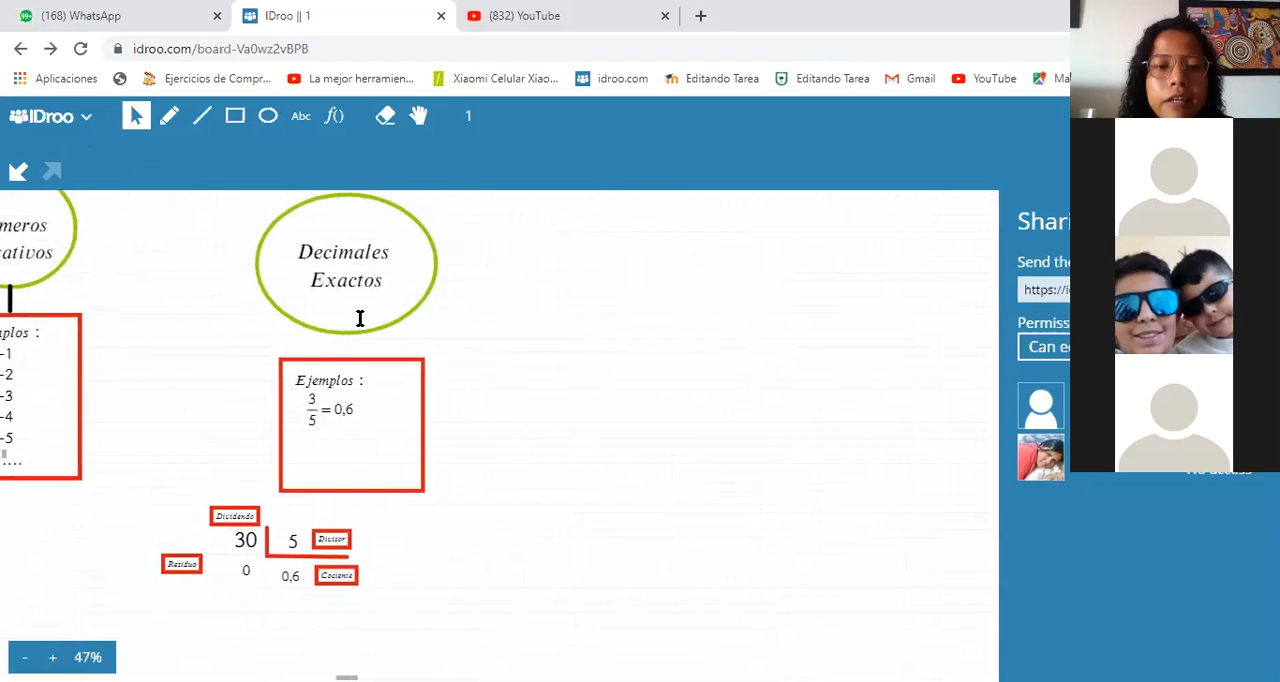 (168) WhatsApp
IDroo || 1
(832) YouTube
idroo.com/board-Va0wz2vBPB
Aplicaciones
Ejercicios de Compr...
La mejor herramien...
Xiaomi Celular Xiao...
idroo.com
Editando Tarea
Editando Tarea
Gmail
YouTube
Ma
IDroo
Abc
f()
1
meros
ativos
mplos :
-1
-2
-3
-4
-5
....
Decimales
Exactos
Ejemplos :
3/5 = 0,6
Dividendo
30
5
Divisor
Residuo
0
0,6
Cociente
Shari
Send the
https://i
Permiss
Can e
- + 47%